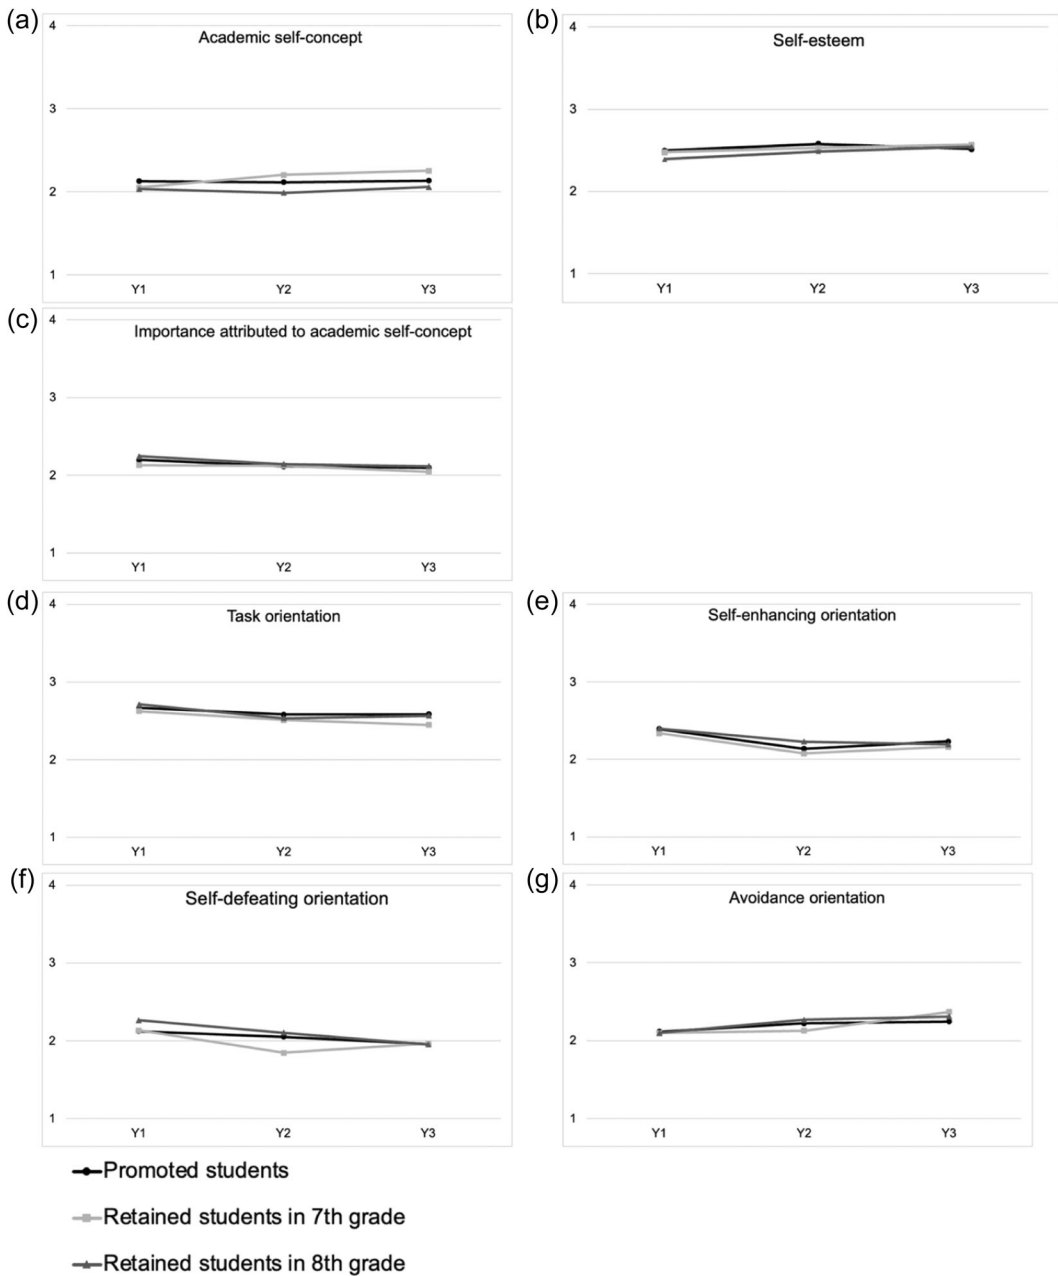 (a)
Academic self-concept
4
3
2
1
Y1 Y2 Y3
(b)
Self-esteem
4
3
2
1
Y1 Y2 Y3
(c)
Importance attributed to academic self-concept
4
3
2
1
Y1 Y2 Y3
(d)
Task orientation
4
3
2
1
Y1 Y2 Y3
(e)
Self-enhancing orientation
4
3
2
1
Y1 Y2 Y3
(f)
Self-defeating orientation
4
3
2
1
Y1 Y2 Y3
(g)
Avoidance orientation
4
3
2
1
Y1 Y2 Y3
Promoted students
Retained students in 7th grade
Retained students in 8th grade